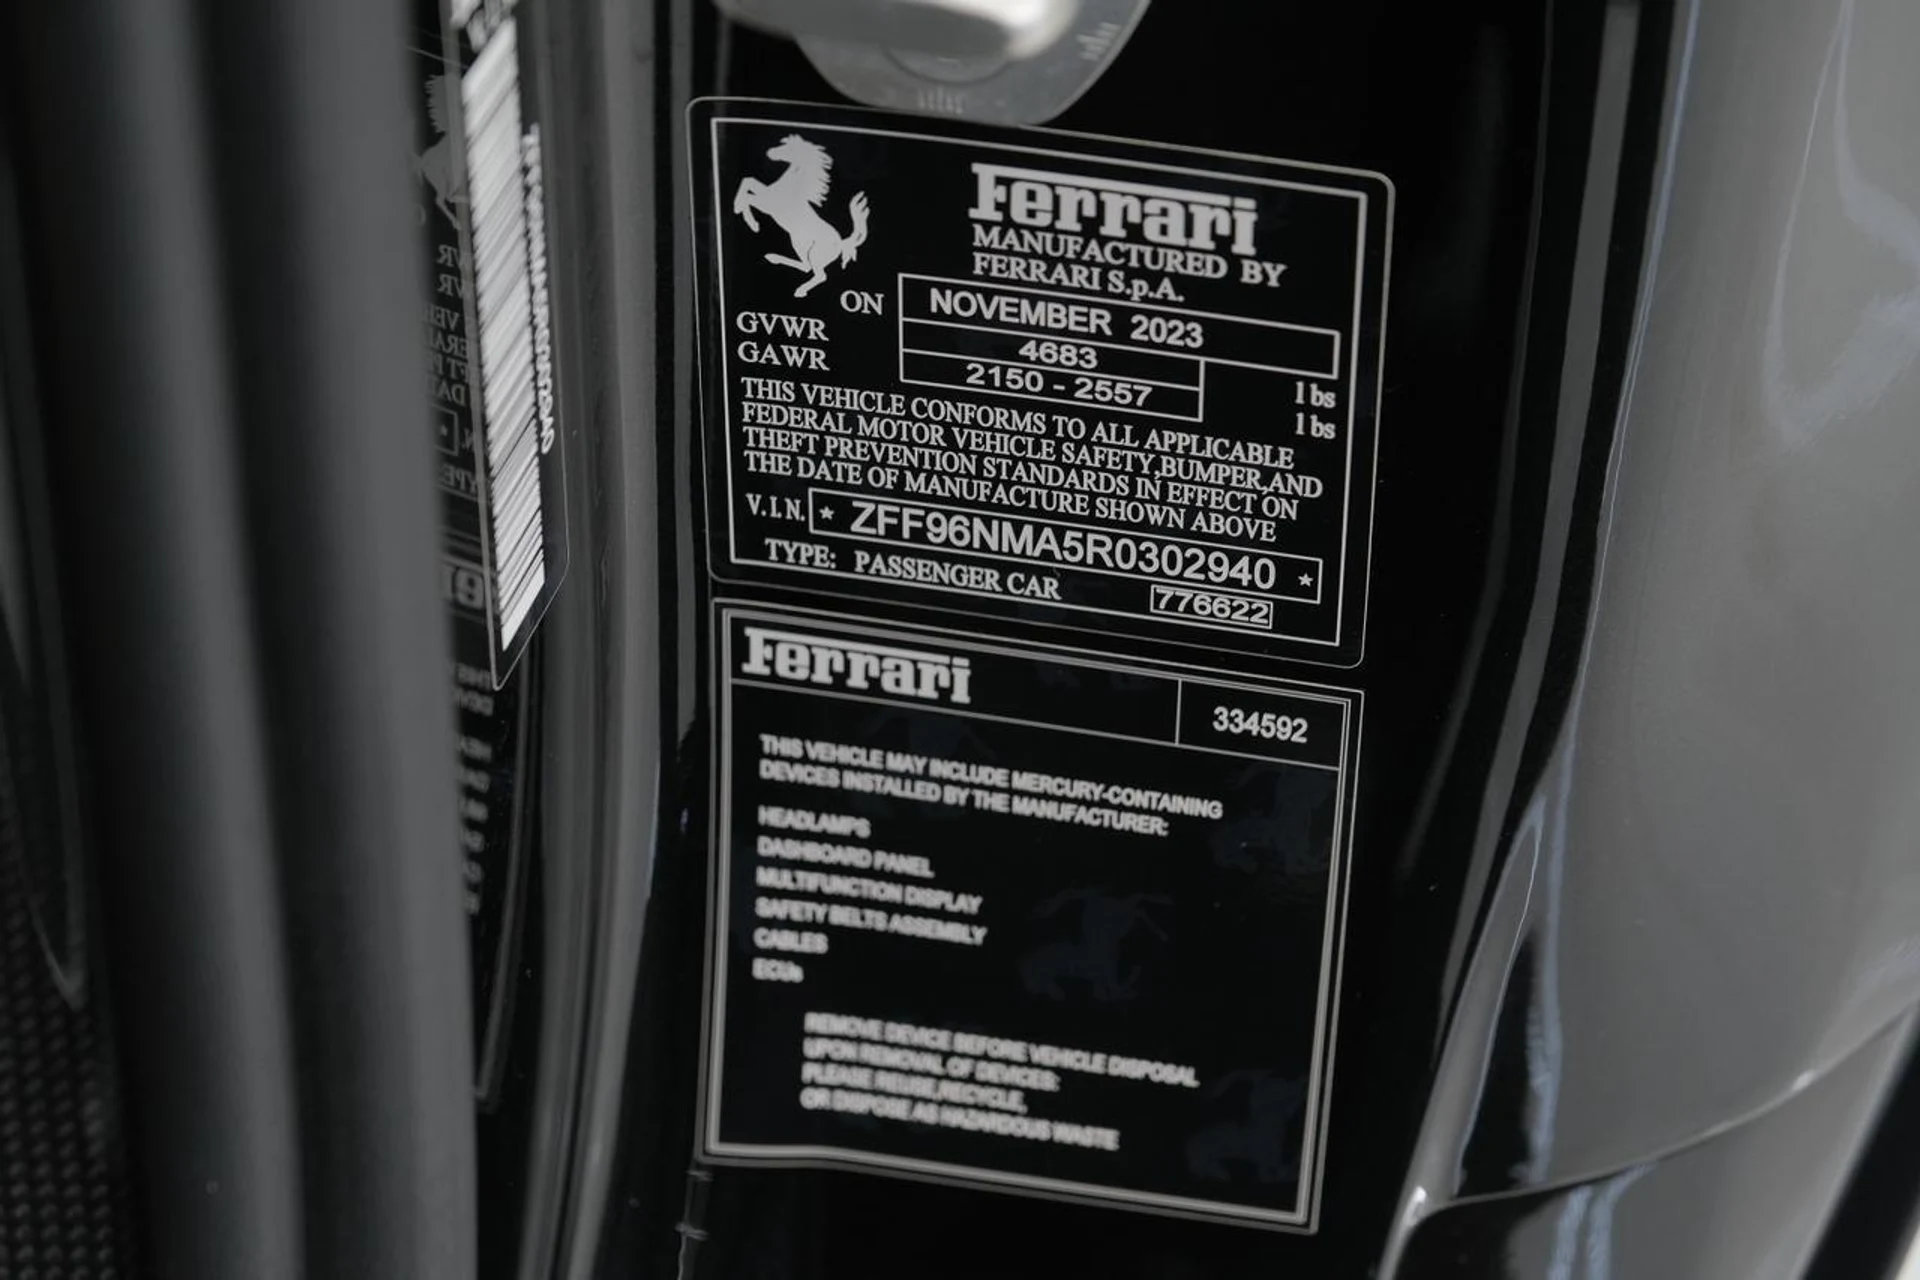 Ferrari
MANUFACTURED BY
FERRARI S.p.A.
ON NOVEMBER 2023
GVWR 4683 lbs
GAWR 2150 - 2557 lbs
THIS VEHICLE CONFORMS TO ALL APPLICABLE
FEDERAL MOTOR VEHICLE SAFETY,BUMPER,AND
THEFT PREVENTION STANDARDS IN EFFECT ON
THE DATE OF MANUFACTURE SHOWN ABOVE
V.I.N. * ZFF96NMA5R0302940 *
TYPE: PASSENGER CAR 776622
Ferrari 334592
THIS VEHICLE MAY INCLUDE MERCURY-CONTAINING
DEVICES INSTALLED BY THE MANUFACTURER:
HEADLAMPS
DASHBOARD PANEL
MULTIFUNCTION DISPLAY
SAFETY BELTS ASSEMBLY
CABLES
ECUs
REMOVE DEVICE BEFORE VEHICLE DISPOSAL
UPON REMOVAL OF DEVICES:
PLEASE REUSE,RECYCLE,
OR DISPOSE AS HAZARDOUS WASTE